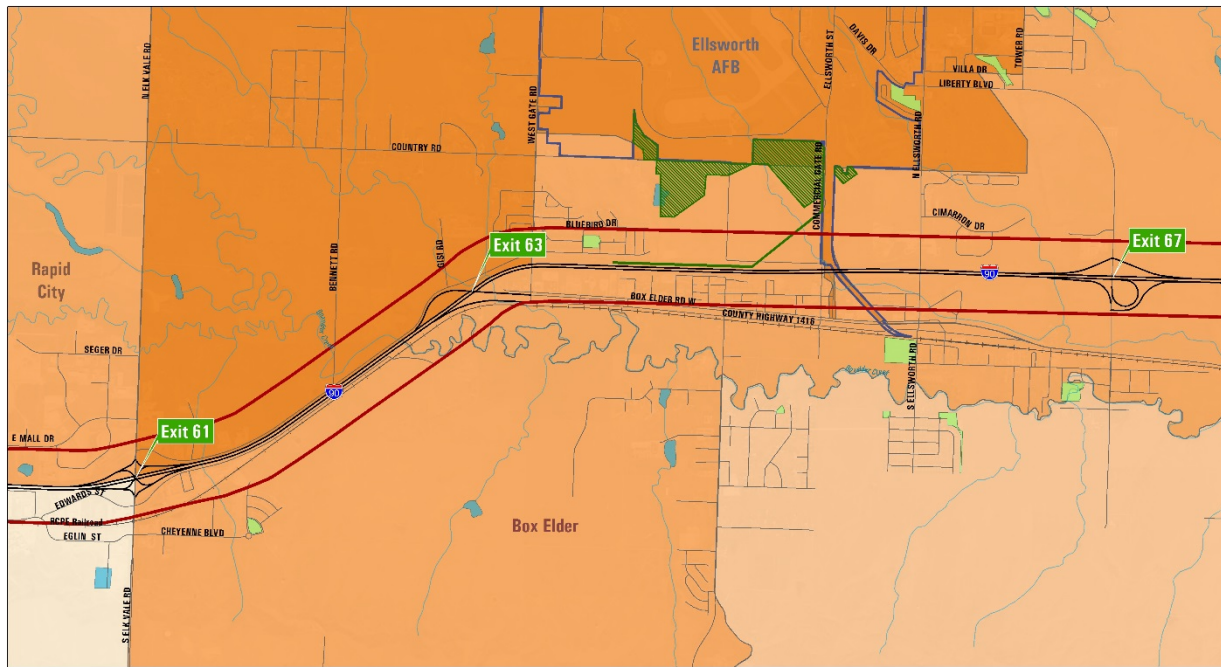 N ELK VALE RD
Ellsworth
AFB
ELLSWORTH ST
DAVIS DR
TOWER RD
VILLA DR
LIBERTY BLVD
WEST GATE RD
N ELLSWORTH RD
COUNTRY RD
COMMERCIAL GATE RD
BLUEBIRD DR
CIMARRON DR
Exit 63
Exit 67
GISI RD
BENNETT RD
Rapid
City
90
BOX ELDER RD W
COUNTY HIGHWAY 1416
SEGER DR
S ELLSWORTH RD
90
Exit 61
E MALL DR
EDWARDS ST
RCPE Railroad
EGLIN ST
CHEYENNE BLVD
Box Elder
S ELK VALE RD